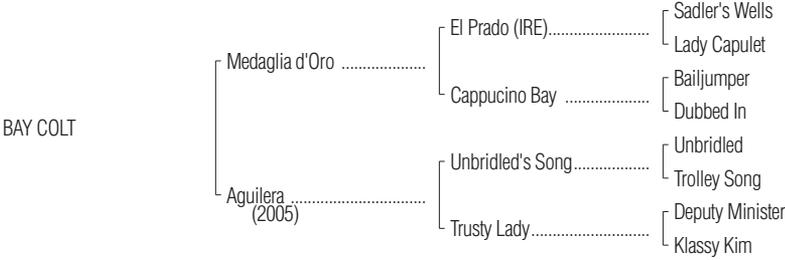 Sadler's Wells
El Prado (IRE)........................
Lady Capulet
Medaglia d'Oro ....................
Bailjumper
Cappucino Bay ....................
Dubbed In
BAY COLT
Unbridled
Unbridled's Song..................
Trolley Song
Aguilera ................................
(2005)
Deputy Minister
Trusty Lady............................
Klassy Kim